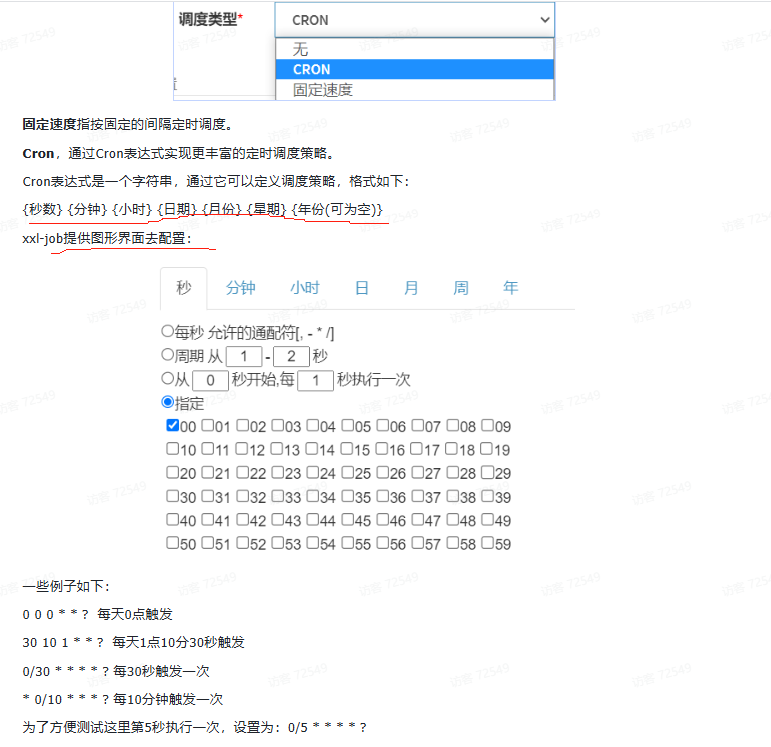 调度类型* CRON
无
CRON
固定速度
固定速度指按固定的间隔定时调度。
Cron，通过Cron表达式实现更丰富的定时调度策略。
Cron表达式是一个字符串，通过它可以定义调度策略，格式如下：
{秒数} {分钟} {小时} {日期} {月份} {星期} {年份(可为空)}
xxl-job提供图形界面去配置：
秒 分钟 小时 日 月 周 年
每秒 允许的通配符[, - * /]
周期 从 1 - 2 秒
从 0 秒开始,每 1 秒执行一次
指定
00 01 02 03 04 05 06 07 08 09
10 11 12 13 14 15 16 17 18 19
20 21 22 23 24 25 26 27 28 29
30 31 32 33 34 35 36 37 38 39
40 41 42 43 44 45 46 47 48 49
50 51 52 53 54 55 56 57 58 59
一些例子如下：
0 0 0 * * ? 每天0点触发
30 10 1 * * ? 每天1点10分30秒触发
0/30 * * * * ? 每30秒触发一次
* 0/10 * * * ? 每10分钟触发一次
为了方便测试这里第5秒执行一次，设置为：0/5 * * * * ?
访客 72549